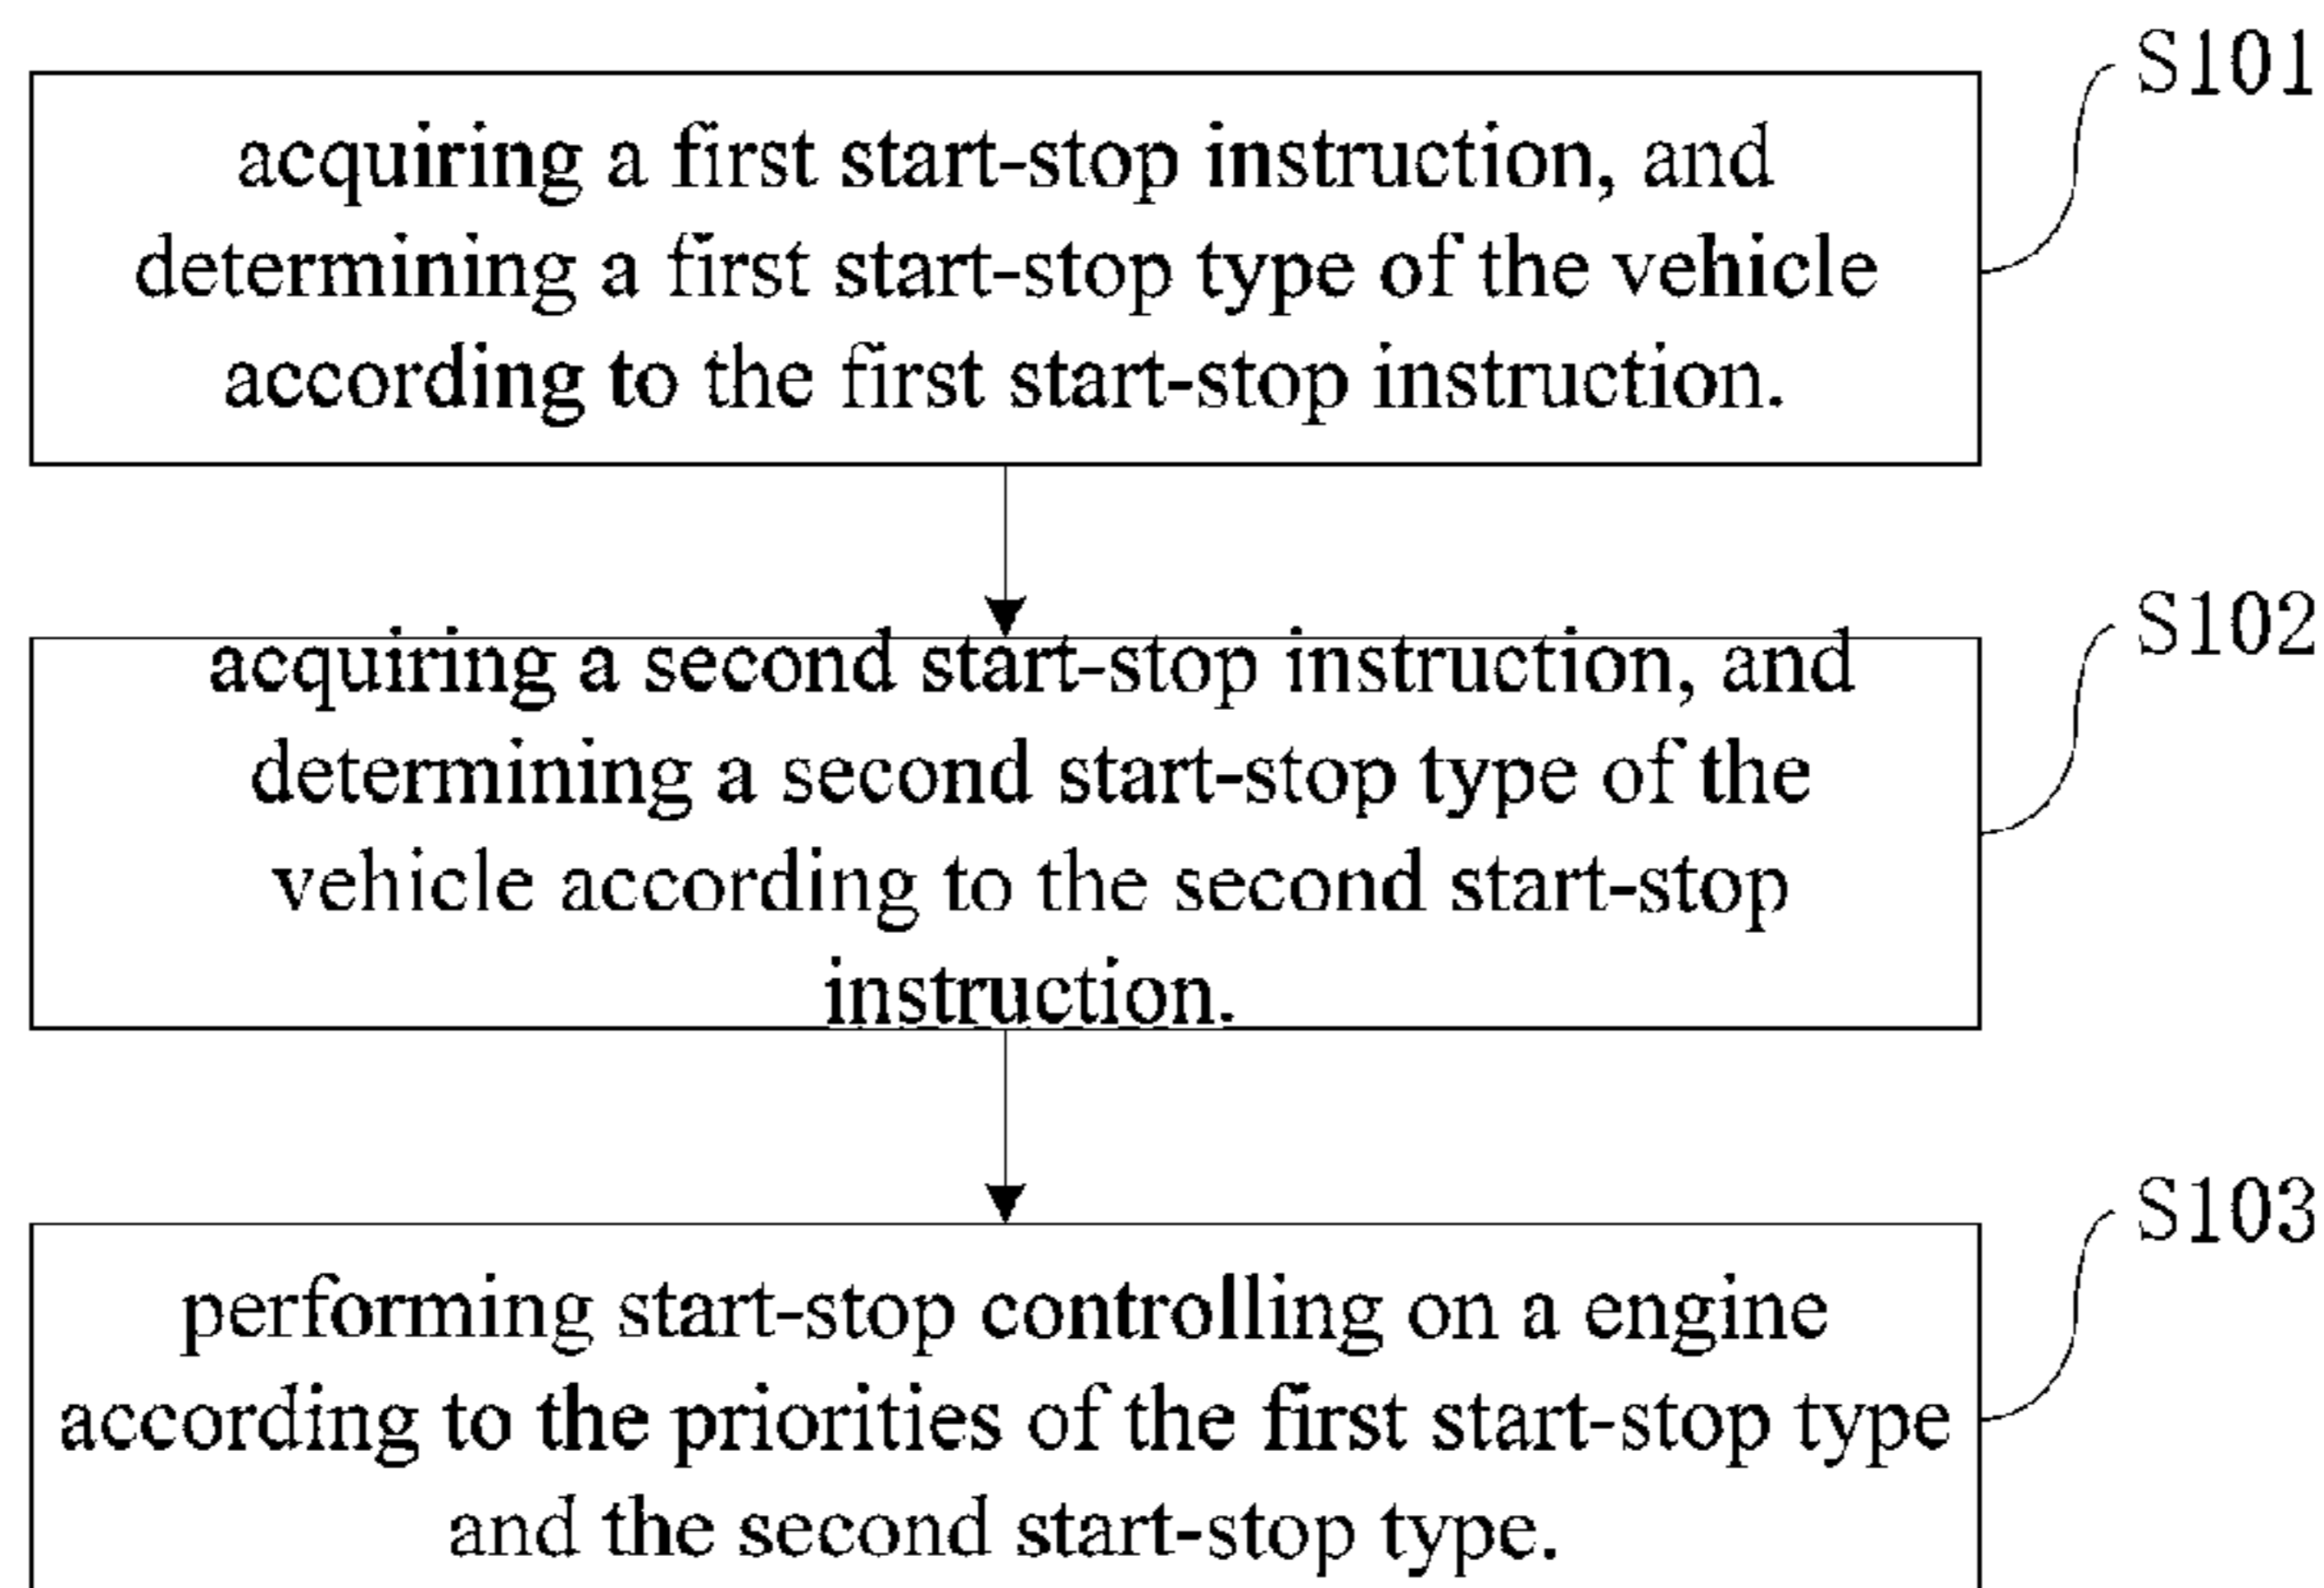 S101
acquiring a first start-stop instruction, and
determining a first start-stop type of the vehicle
according to the first start-stop instruction.
S102
acquiring a second start-stop instruction, and
determining a second start-stop type of the
vehicle according to the second start-stop
instruction.
S103
performing start-stop controlling on a engine
according to the priorities of the first start-stop type
and the second start-stop type.